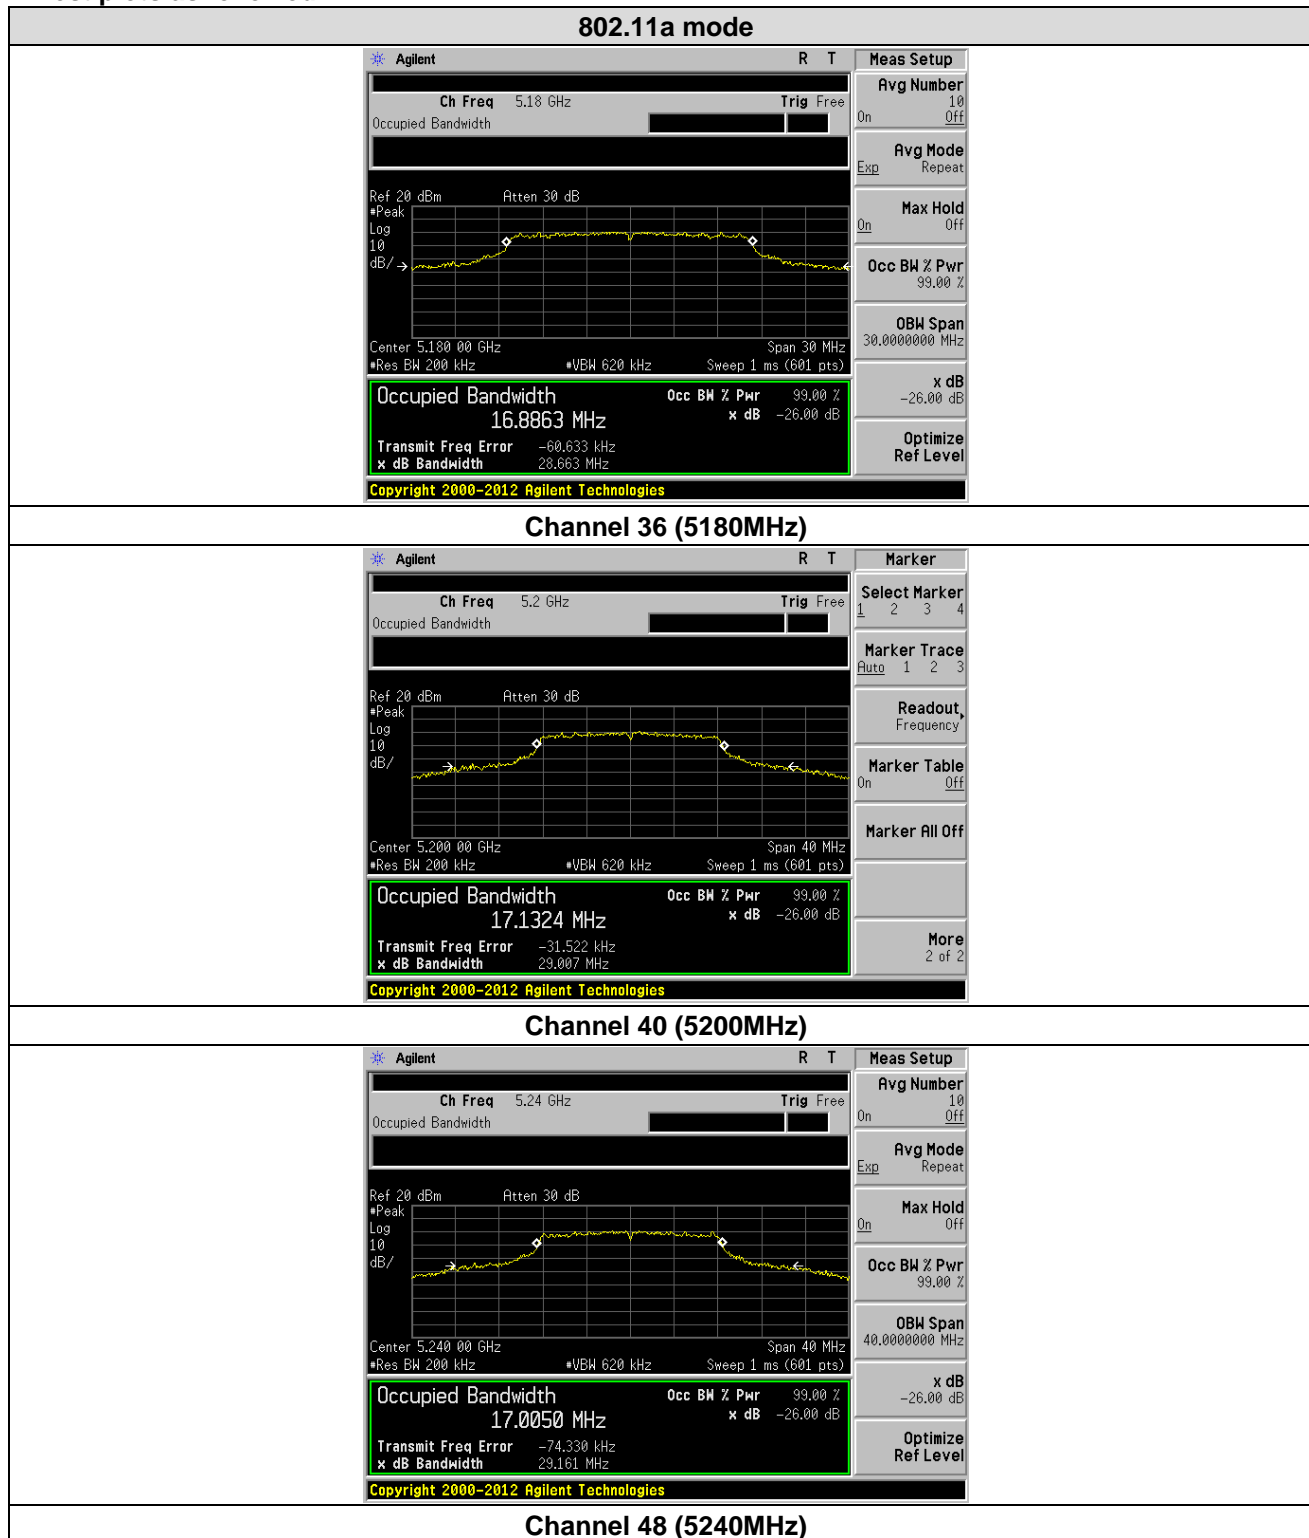 802.11a mode
Agilent R T Meas Setup
Ch Freq 5.18 GHz Trig Free
Occupied Bandwidth
Avg Number
10
On Off
Avg Mode
Exp Repeat
Max Hold
On Off
Occ BW % Pwr
99.00 %
OBW Span
30.0000000 MHz
x dB
-26.00 dB
Optimize
Ref Level
Ref 20 dBm Atten 30 dB
#Peak
Log
10
dB/
Center 5.180 00 GHz Span 30 MHz
#Res BW 200 kHz #VBW 620 kHz Sweep 1 ms (601 pts)
Occupied Bandwidth Occ BW % Pwr 99.00 %
16.8863 MHz x dB -26.00 dB
Transmit Freq Error -60.633 kHz
x dB Bandwidth 28.663 MHz
Copyright 2000-2012 Agilent Technologies
Channel 36 (5180MHz)
Agilent R T Marker
Ch Freq 5.2 GHz Trig Free
Occupied Bandwidth
Select Marker
1 2 3 4
Marker Trace
Auto 1 2 3
Readout
Frequency
Marker Table
On Off
Marker All Off
More
2 of 2
Ref 20 dBm Atten 30 dB
#Peak
Log
10
dB/
Center 5.200 00 GHz Span 40 MHz
#Res BW 200 kHz #VBW 620 kHz Sweep 1 ms (601 pts)
Occupied Bandwidth Occ BW % Pwr 99.00 %
17.1324 MHz x dB -26.00 dB
Transmit Freq Error -31.522 kHz
x dB Bandwidth 29.007 MHz
Copyright 2000-2012 Agilent Technologies
Channel 40 (5200MHz)
Agilent R T Meas Setup
Ch Freq 5.24 GHz Trig Free
Occupied Bandwidth
Avg Number
10
On Off
Avg Mode
Exp Repeat
Max Hold
On Off
Occ BW % Pwr
99.00 %
OBW Span
40.0000000 MHz
x dB
-26.00 dB
Optimize
Ref Level
Ref 20 dBm Atten 30 dB
#Peak
Log
10
dB/
Center 5.240 00 GHz Span 40 MHz
#Res BW 200 kHz #VBW 620 kHz Sweep 1 ms (601 pts)
Occupied Bandwidth Occ BW % Pwr 99.00 %
17.0050 MHz x dB -26.00 dB
Transmit Freq Error -74.330 kHz
x dB Bandwidth 29.161 MHz
Copyright 2000-2012 Agilent Technologies
Channel 48 (5240MHz)